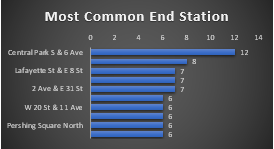 Most Common End Station
0 2 4 6 8 10 12 14
Central Park S & 6 Ave 12
8
Lafayette St & E 8 St 7
7
2 Ave & E 31 St 7
6
W 20 St & 11 Ave 6
6
Pershing Square North 6
6